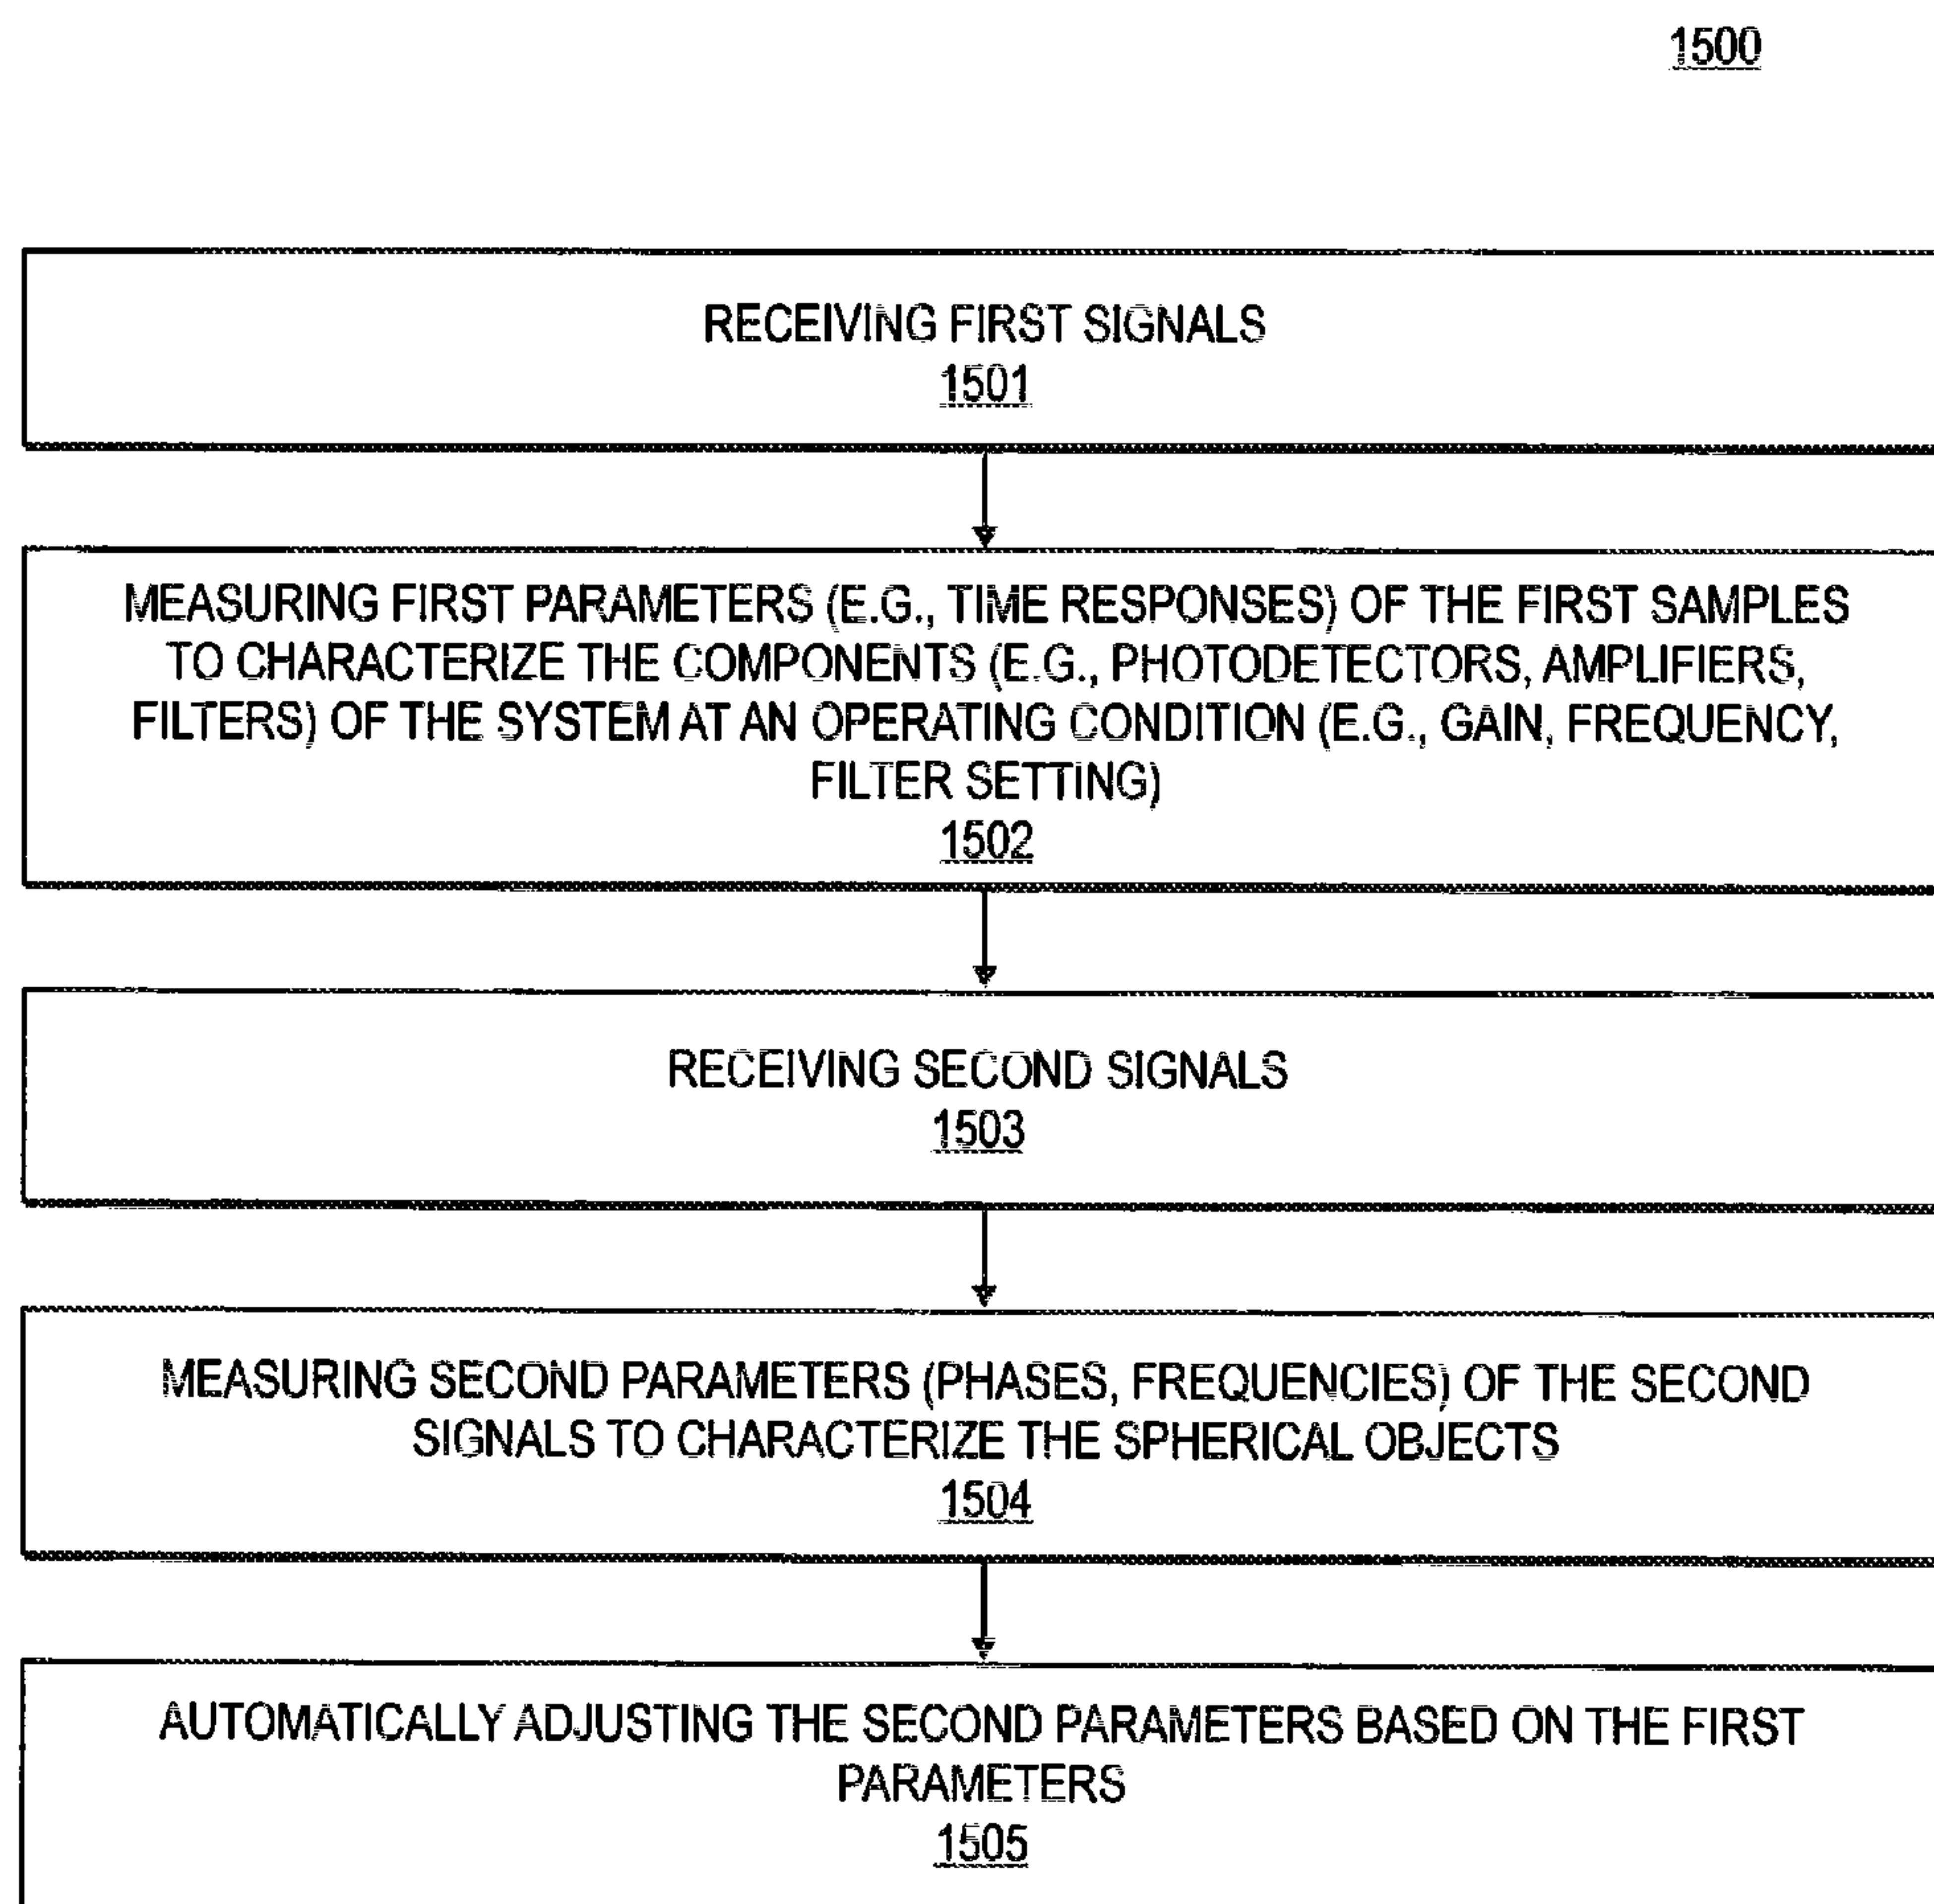 1500
RECEIVING FIRST SIGNALS
1501
MEASURING FIRST PARAMETERS (E.G., TIME RESPONSES) OF THE FIRST SAMPLES
TO CHARACTERIZE THE COMPONENTS (E.G., PHOTODETECTORS, AMPLIFIERS,
FILTERS) OF THE SYSTEM AT AN OPERATING CONDITION (E.G., GAIN, FREQUENCY,
FILTER SETTING)
1502
RECEIVING SECOND SIGNALS
1503
MEASURING SECOND PARAMETERS (PHASES, FREQUENCIES) OF THE SECOND
SIGNALS TO CHARACTERIZE THE SPHERICAL OBJECTS
1504
AUTOMATICALLY ADJUSTING THE SECOND PARAMETERS BASED ON THE FIRST
PARAMETERS
1505